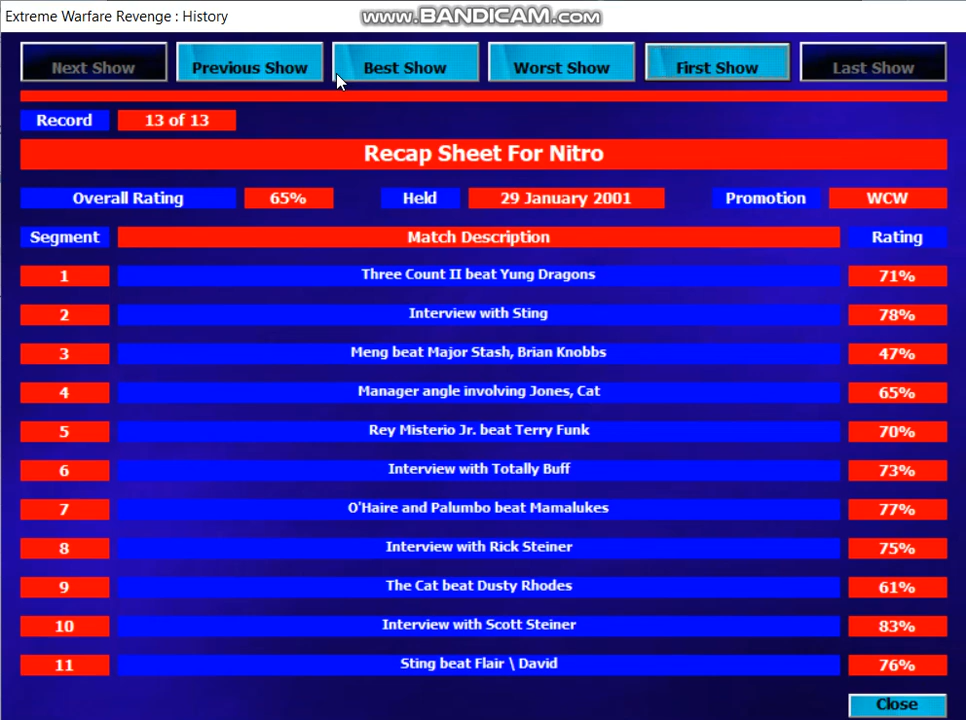 Extreme Warfare Revenge : History
www.BANDICAM.com
Next Show Previous Show Best Show Worst Show First Show Last Show
Record 13 of 13
Recap Sheet For Nitro
Overall Rating 65% Held 29 January 2001 Promotion WCW
Segment Match Description Rating
1 Three Count II beat Yung Dragons 71%
2 Interview with Sting 78%
3 Meng beat Major Stash, Brian Knobbs 47%
4 Manager angle involving Jones, Cat 65%
5 Rey Misterio Jr. beat Terry Funk 70%
6 Interview with Totally Buff 73%
7 O'Haire and Palumbo beat Mamalukes 77%
8 Interview with Rick Steiner 75%
9 The Cat beat Dusty Rhodes 61%
10 Interview with Scott Steiner 83%
11 Sting beat Flair \ David 76%
Close